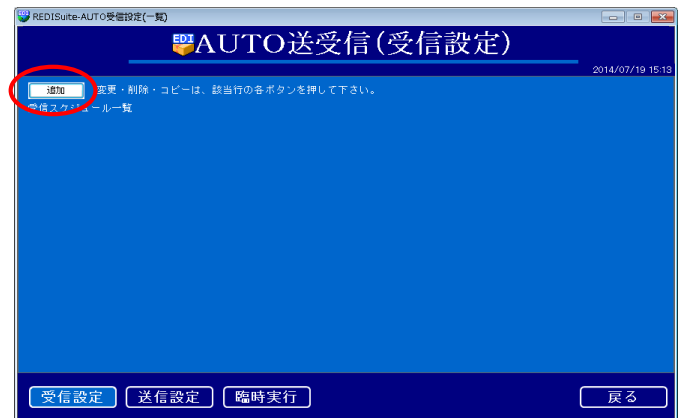 REDISuite-AUTO受信設定(一覧)
EDI AUTO送受信(受信設定)
2014/07/19 15:13
追加 変更・削除・コピーは、該当行の各ボタンを押して下さい。
受信スケジュール一覧
受信設定 送信設定 臨時実行 戻る